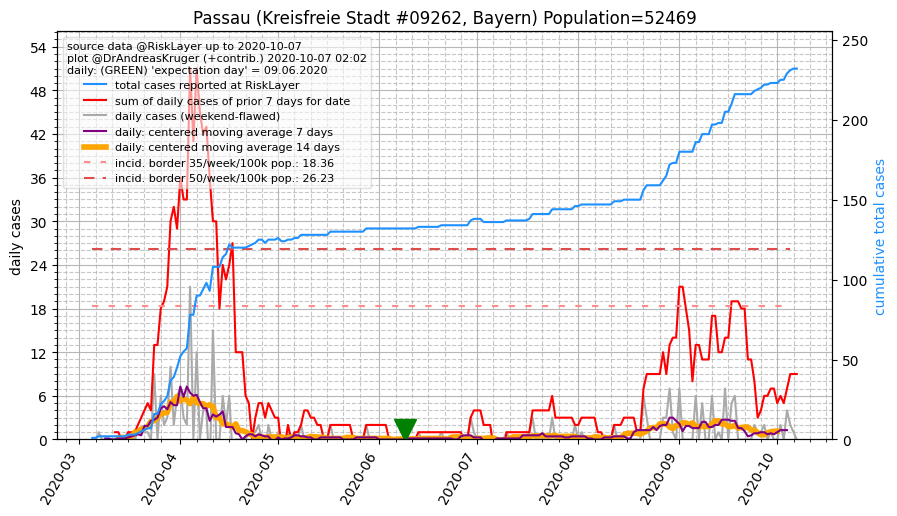 Passau (Kreisfreie Stadt #09262, Bayern) Population=52469
source data @RiskLayer up to 2020-10-07
plot @DrAndreasKruger (+contrib.) 2020-10-07 02:02
daily: (GREEN) 'expectation day' = 09.06.2020
total cases reported at RiskLayer
sum of daily cases of prior 7 days for date
daily cases (weekend-flawed)
daily: centered moving average 7 days
daily: centered moving average 14 days
incid. border 35/week/100k pop.: 18.36
incid. border 50/week/100k pop.: 26.23
daily cases
54
48
42
36
30
24
18
12
6
0
250
200
150
100
50
0
cumulative total cases
2020-03
2020-04
2020-05
2020-06
2020-07
2020-08
2020-09
2020-10